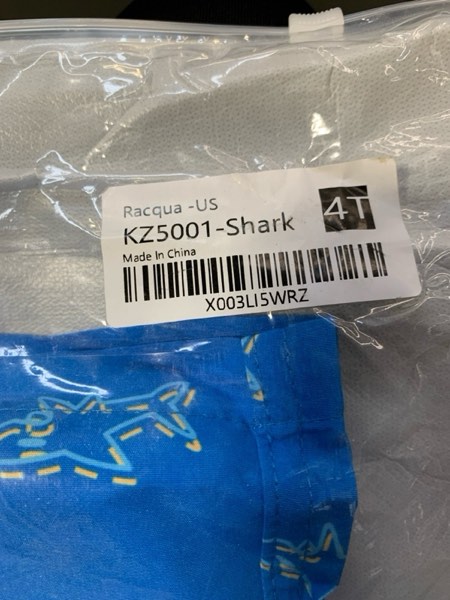 Racqua -US
4T
KZ5001-Shark
Made In China
X003LI5WRZ